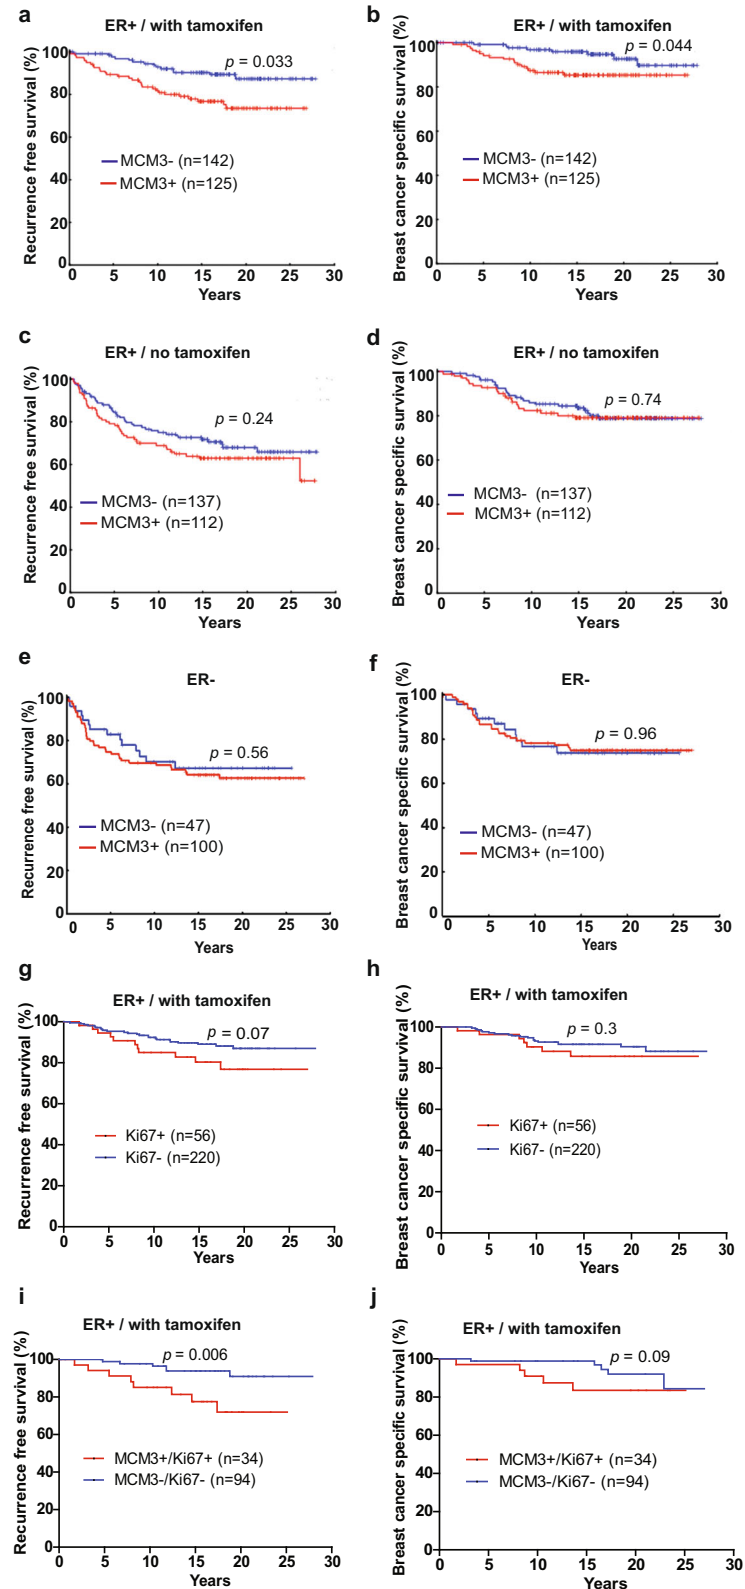 a
ER+ / with tamoxifen
Recurrence free survival (%)
100
80
60
40
20
0
p = 0.033
MCM3- (n=142)
MCM3+ (n=125)
0 5 10 15 20 25 30
Years
b
ER+ / with tamoxifen
Breast cancer specific survival (%)
100
80
60
40
20
0
p = 0.044
MCM3- (n=142)
MCM3+ (n=125)
0 5 10 15 20 25 30
Years
c
ER+ / no tamoxifen
Recurrence free survival (%)
100
80
60
40
20
0
p = 0.24
MCM3- (n=137)
MCM3+ (n=112)
0 5 10 15 20 25 30
Years
d
ER+ / no tamoxifen
Breast cancer specific survival (%)
100
80
60
40
20
0
p = 0.74
MCM3- (n=137)
MCM3+ (n=112)
0 5 10 15 20 25 30
Years
e
ER-
Recurrence free survival (%)
100
80
60
40
20
0
p = 0.56
MCM3- (n=47)
MCM3+ (n=100)
0 5 10 15 20 25 30
Years
f
ER-
Breast cancer specific survival (%)
100
80
60
40
20
0
p = 0.96
MCM3- (n=47)
MCM3+ (n=100)
0 5 10 15 20 25 30
Years
g
ER+ / with tamoxifen
Recurrence free survival (%)
100
80
60
40
20
0
p = 0.07
Ki67+ (n=56)
Ki67- (n=220)
0 5 10 15 20 25 30
Years
h
ER+ / with tamoxifen
Breast cancer specific survival (%)
100
80
60
40
20
0
p = 0.3
Ki67+ (n=56)
Ki67- (n=220)
0 5 10 15 20 25 30
Years
i
ER+ / with tamoxifen
Recurrence free survival (%)
100
80
60
40
20
0
p = 0.006
MCM3+/Ki67+ (n=34)
MCM3-/Ki67- (n=94)
0 5 10 15 20 25 30
Years
j
ER+ / with tamoxifen
Breast cancer specific survival (%)
100
80
60
40
20
0
p = 0.09
MCM3+/Ki67+ (n=34)
MCM3-/Ki67- (n=94)
0 5 10 15 20 25 30
Years